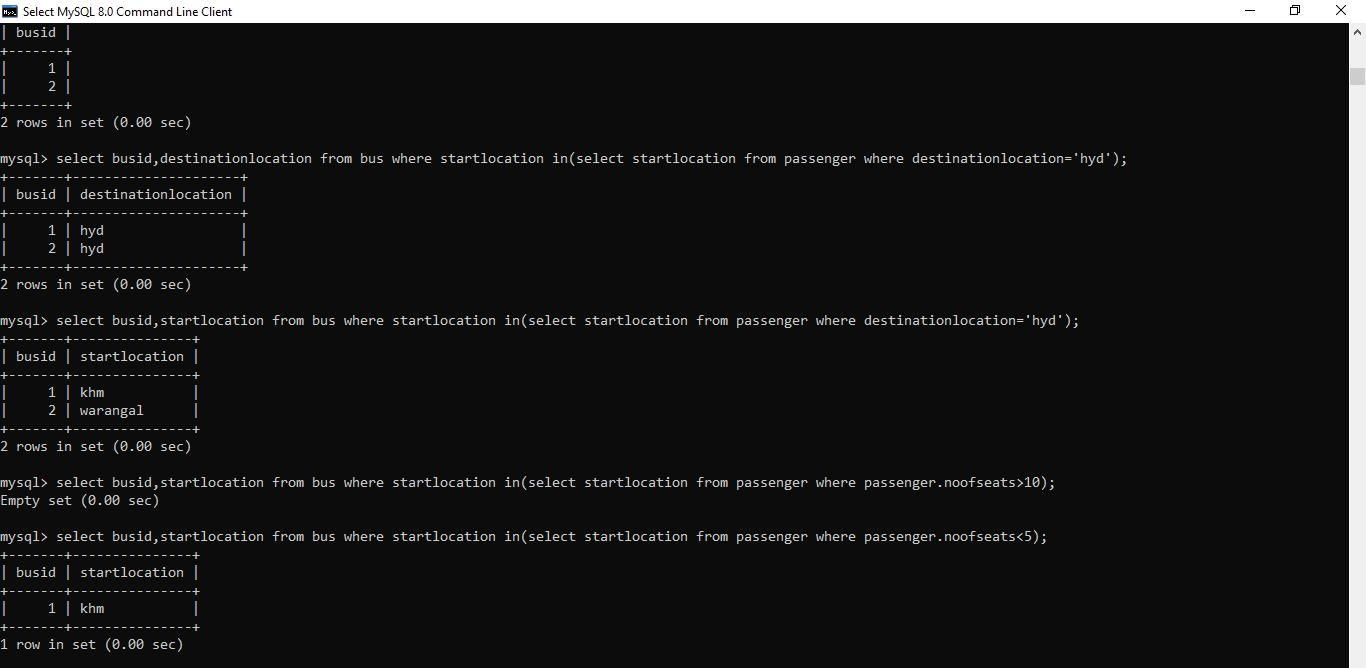 Select MySQL 8.0 Command Line Client
| busid |
+-------+
|     1 |
|     2 |
+-------+
2 rows in set (0.00 sec)
mysql> select busid,destinationlocation from bus where startlocation in(select startlocation from passenger where destinationlocation='hyd');
+-------+---------------------+
| busid | destinationlocation |
+-------+---------------------+
|     1 | hyd                 |
|     2 | hyd                 |
+-------+---------------------+
2 rows in set (0.00 sec)
mysql> select busid,startlocation from bus where startlocation in(select startlocation from passenger where destinationlocation='hyd');
+-------+---------------+
| busid | startlocation |
+-------+---------------+
|     1 | khm           |
|     2 | warangal      |
+-------+---------------+
2 rows in set (0.00 sec)
mysql> select busid,startlocation from bus where startlocation in(select startlocation from passenger where passenger.noofseats>10);
Empty set (0.00 sec)
mysql> select busid,startlocation from bus where startlocation in(select startlocation from passenger where passenger.noofseats<5);
+-------+---------------+
| busid | startlocation |
+-------+---------------+
|     1 | khm           |
+-------+---------------+
1 row in set (0.00 sec)